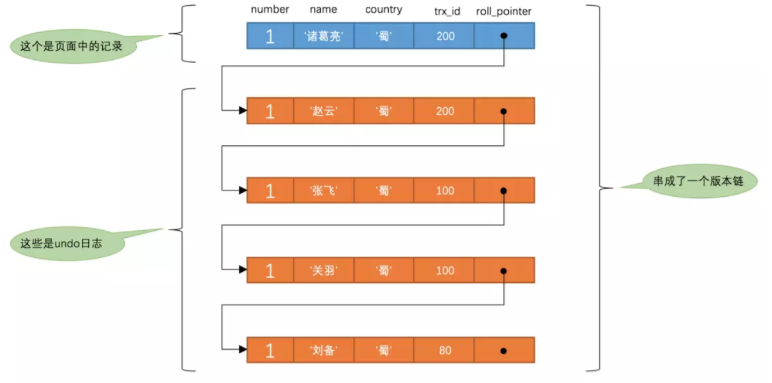 number name country trx_id roll_pointer
这个是页面中的记录
1 '诸葛亮' '蜀' 200
1 '赵云' '蜀' 200
1 '张飞' '蜀' 100
串成了一个版本链
这些是undo日志
1 '关羽' '蜀' 100
1 '刘备' '蜀' 80